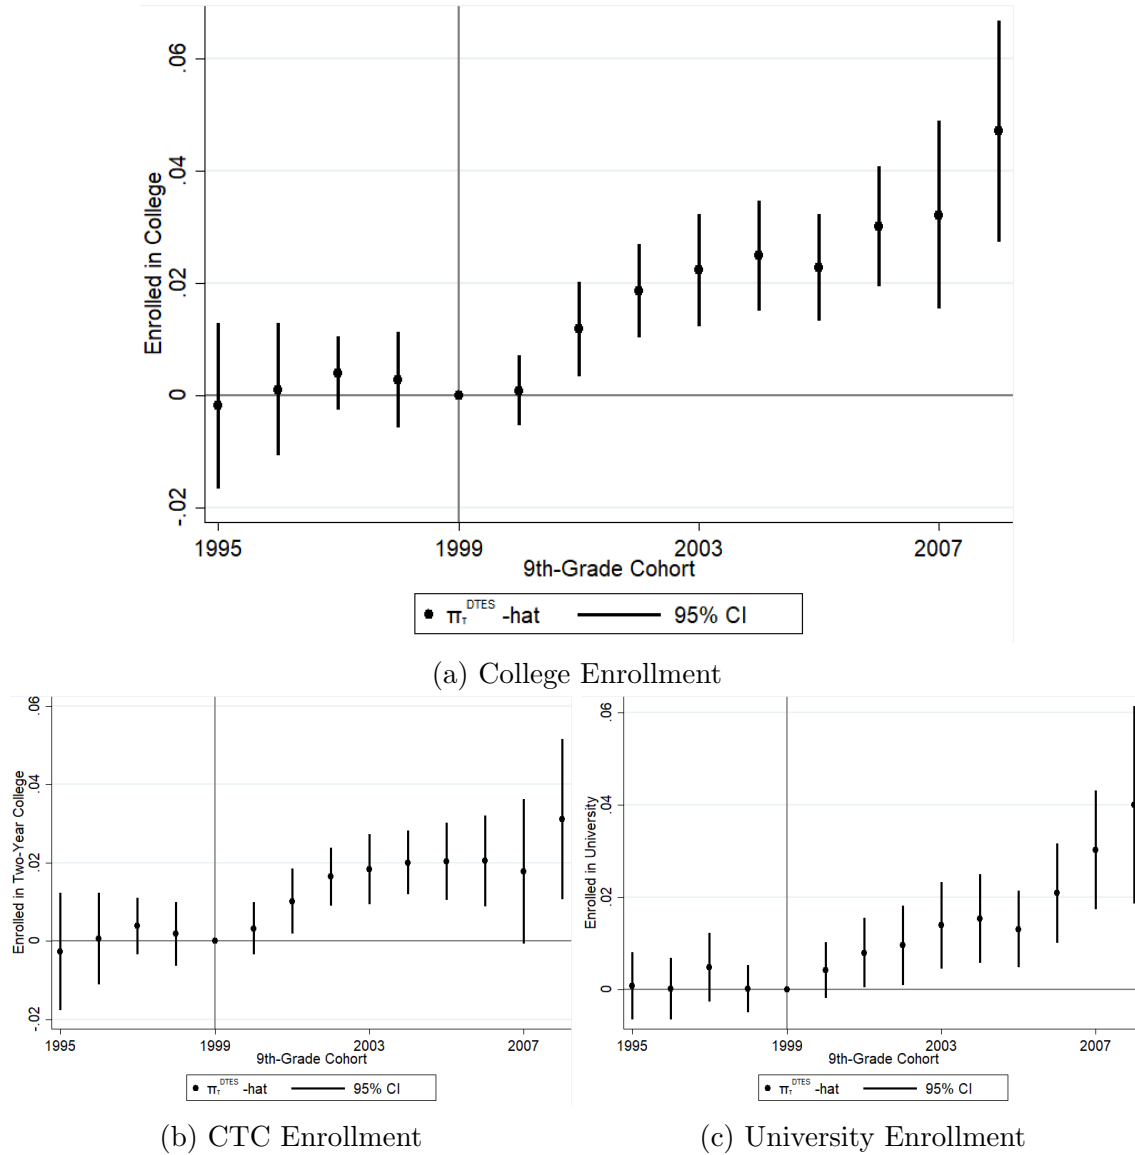 .06
.04
.02
0
-.02
Enrolled in College
1995 1999 2003 2007
9th-Grade Cohort
π_T^DTES -hat 95% CI
(a) College Enrollment
.06
.04
.02
0
-.02
Enrolled in Two-Year College
1995 1999 2003 2007
9th-Grade Cohort
π_T^DTES -hat 95% CI
(b) CTC Enrollment
.06
.04
.02
0
Enrolled in University
1995 1999 2003 2007
9th-Grade Cohort
π_T^DTES -hat 95% CI
(c) University Enrollment